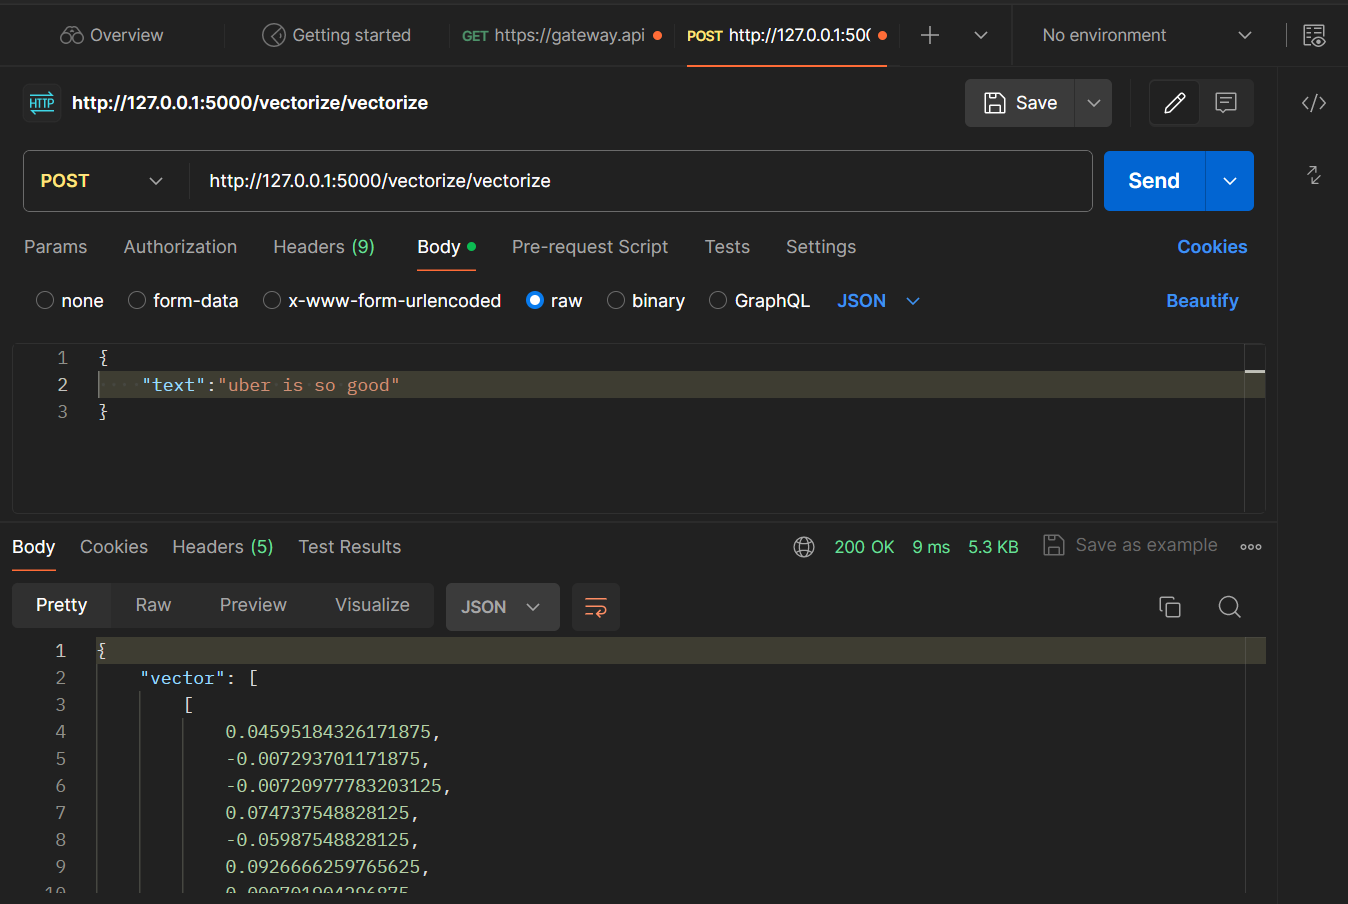 Overview Getting started GET https://gateway.api POST http://127.0.0.1:500 No environment
HTTP http://127.0.0.1:5000/vectorize/vectorize Save
POST http://127.0.0.1:5000/vectorize/vectorize Send
Params Authorization Headers (9) Body Pre-request Script Tests Settings Cookies
none form-data x-www-form-urlencoded raw binary GraphQL JSON Beautify
1 {
2 "text":"uber is so good"
3 }
Body Cookies Headers (5) Test Results 200 OK 9 ms 5.3 KB Save as example
Pretty Raw Preview Visualize JSON
1 {
2 "vector": [
3 [
4 0.04595184326171875,
5 -0.007293701171875,
6 -0.00720977783203125,
7 0.074737548828125,
8 -0.05987548828125,
9 0.0926666259765625,
10 0.000701904296875